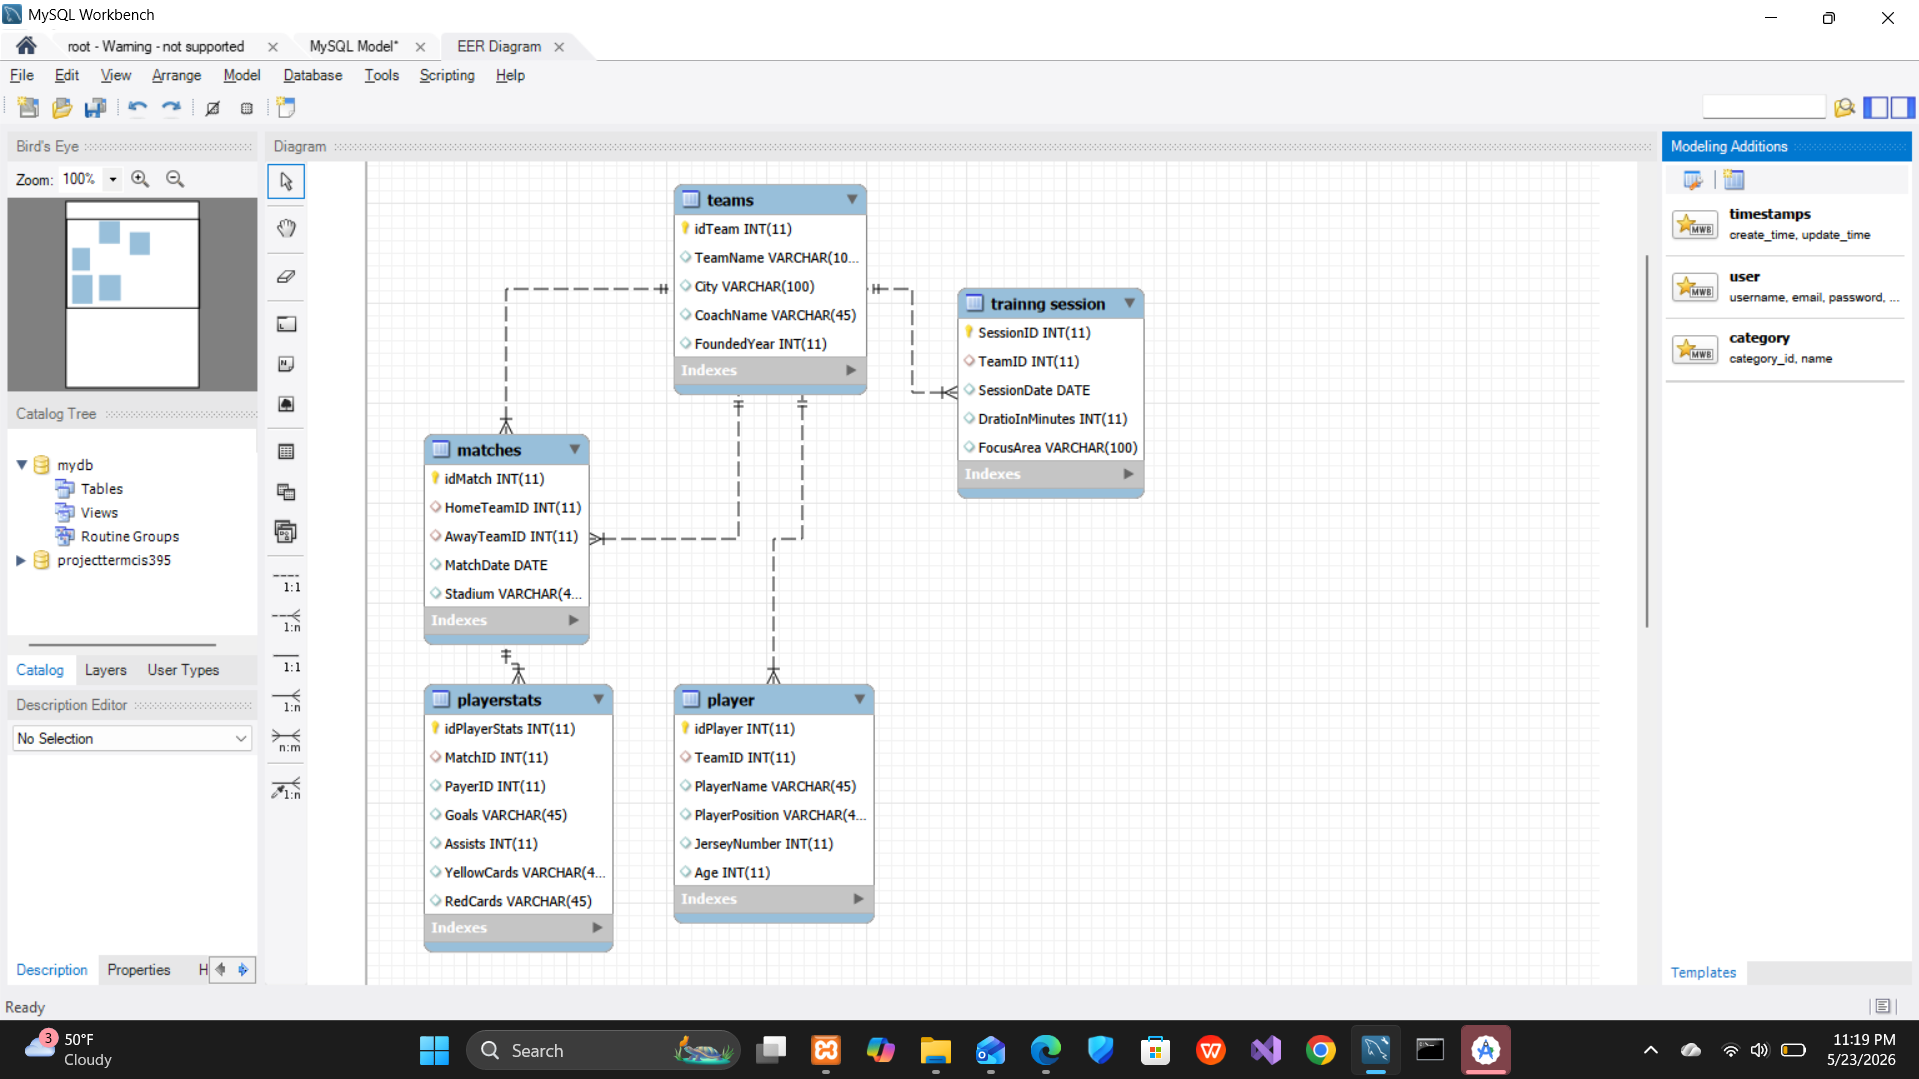 MySQL Workbench
root - Warning - not supported
MySQL Model*
EER Diagram
File Edit View Arrange Model Database Tools Scripting Help
Bird's Eye
Zoom: 100%
Catalog Tree
mydb
Tables
Views
Routine Groups
projecttermcis395
Catalog Layers User Types
Description Editor
No Selection
Description Properties H
Ready
Diagram
1:1
1:n
1:1
1:n
n:m
1:n
teams
idTeam INT(11)
TeamName VARCHAR(10...
City VARCHAR(100)
CoachName VARCHAR(45)
FoundedYear INT(11)
Indexes
trainng session
SessionID INT(11)
TeamID INT(11)
SessionDate DATE
DratioInMinutes INT(11)
FocusArea VARCHAR(100)
Indexes
matches
idMatch INT(11)
HomeTeamID INT(11)
AwayTeamID INT(11)
MatchDate DATE
Stadium VARCHAR(4...
Indexes
playerstats
idPlayerStats INT(11)
MatchID INT(11)
PayerID INT(11)
Goals VARCHAR(45)
Assists INT(11)
YellowCards VARCHAR(4...
RedCards VARCHAR(45)
Indexes
player
idPlayer INT(11)
TeamID INT(11)
PlayerName VARCHAR(45)
PlayerPosition VARCHAR(4...
JerseyNumber INT(11)
Age INT(11)
Indexes
Modeling Additions
MWB
timestamps
create_time, update_time
MWB
user
username, email, password, ...
MWB
category
category_id, name
Templates
3
50°F
Cloudy
Search
11:19 PM
5/23/2026